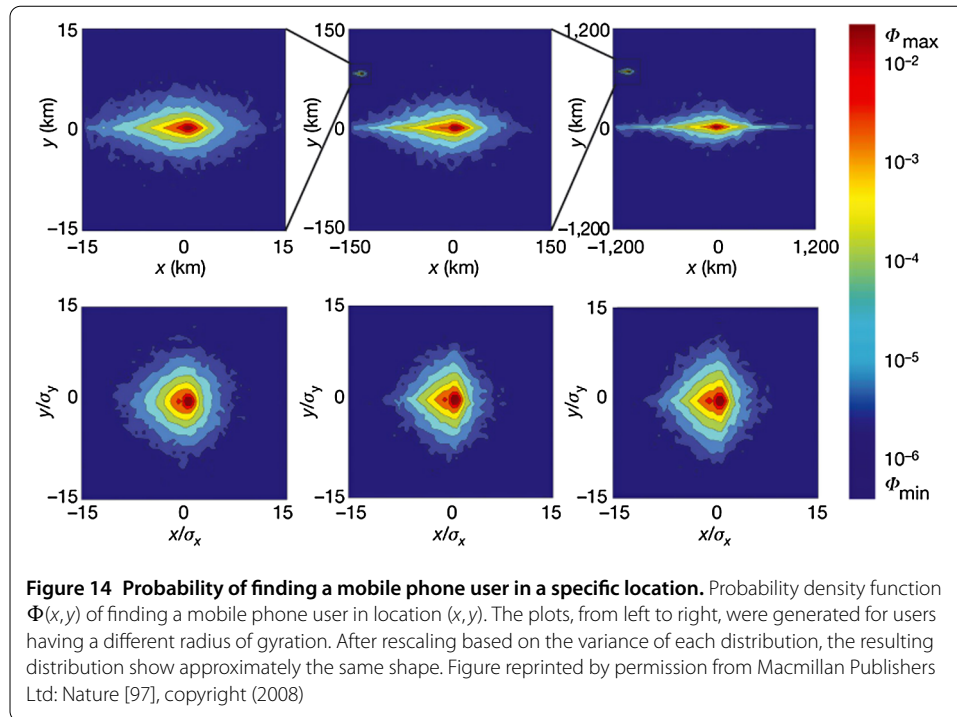 15
0
−15
y (km)
−15 0 15
x (km)
150
0
−150
y (km)
−150 0 150
x (km)
1,200
0
−1,200
y (km)
−1,200 0 1,200
x (km)
Φmax
10−2
10−3
10−4
10−5
10−6
Φmin
15
0
−15
y/σy
−15 0 15
x/σx
15
0
−15
y/σy
−15 0 15
x/σx
15
0
−15
y/σy
−15 0 15
x/σx
Figure 14 Probability of finding a mobile phone user in a specific location. Probability density function
Φ(x, y) of finding a mobile phone user in location (x, y). The plots, from left to right, were generated for users
having a different radius of gyration. After rescaling based on the variance of each distribution, the resulting
distribution show approximately the same shape. Figure reprinted by permission from Macmillan Publishers
Ltd: Nature [97], copyright (2008)